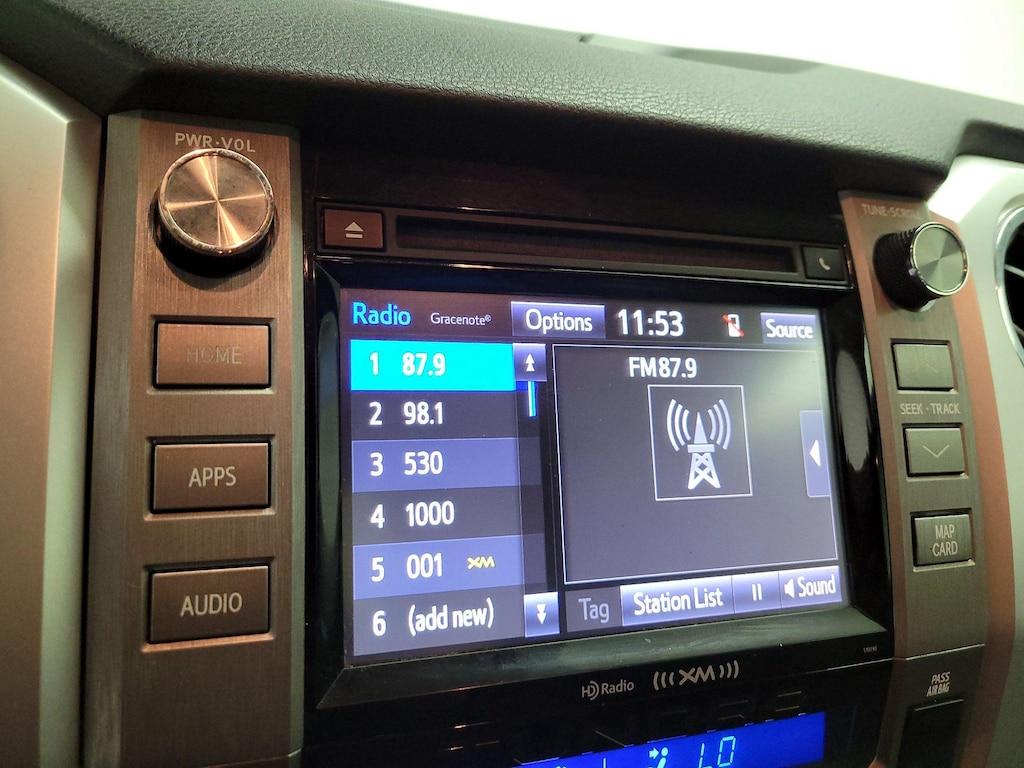 PWR·VOL
TUNE·SCROLL
Radio Gracenote® Options 11:53 Source
1 87.9
FM87.9
2 98.1
3 530
4 1000
5 001 XM
6 (add new)
Tag Station List Sound
HOME
APPS
AUDIO
SEEK·TRACK
MAP
CARD
HD Radio ((( XM )))
PASS
AIRBAG
LO